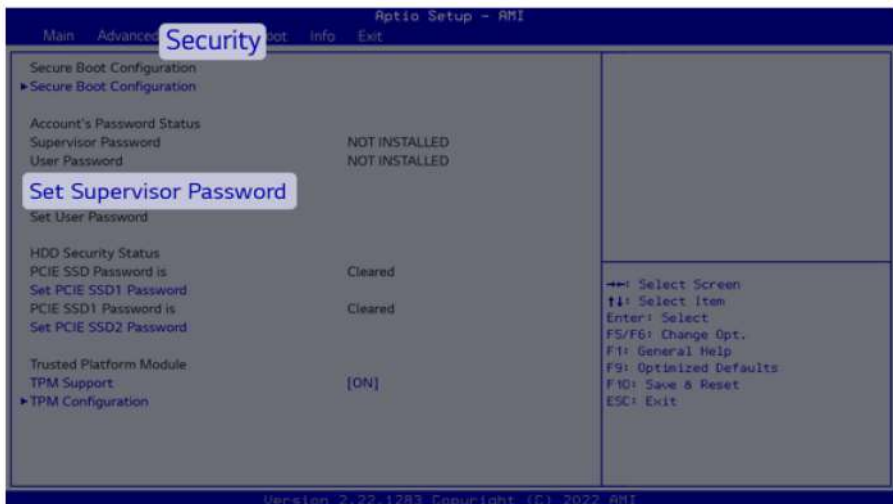 Aptio Setup - AMI
Main Advanced Security Boot Info Exit
Secure Boot Configuration
►Secure Boot Configuration
Account's Password Status
Supervisor Password NOT INSTALLED
User Password NOT INSTALLED
Set Supervisor Password
Set User Password
HDD Security Status
PCIE SSD Password is Cleared
Set PCIE SSD1 Password
PCIE SSD1 Password is Cleared
Set PCIE SSD2 Password
Trusted Platform Module
TPM Support [ON]
►TPM Configuration
→←: Select Screen
↑↓: Select Item
Enter: Select
F5/F6: Change Opt.
F1: General Help
F9: Optimized Defaults
F10: Save & Reset
ESC: Exit
Version 2.22.1283 Copyright (C) 2022 AMI